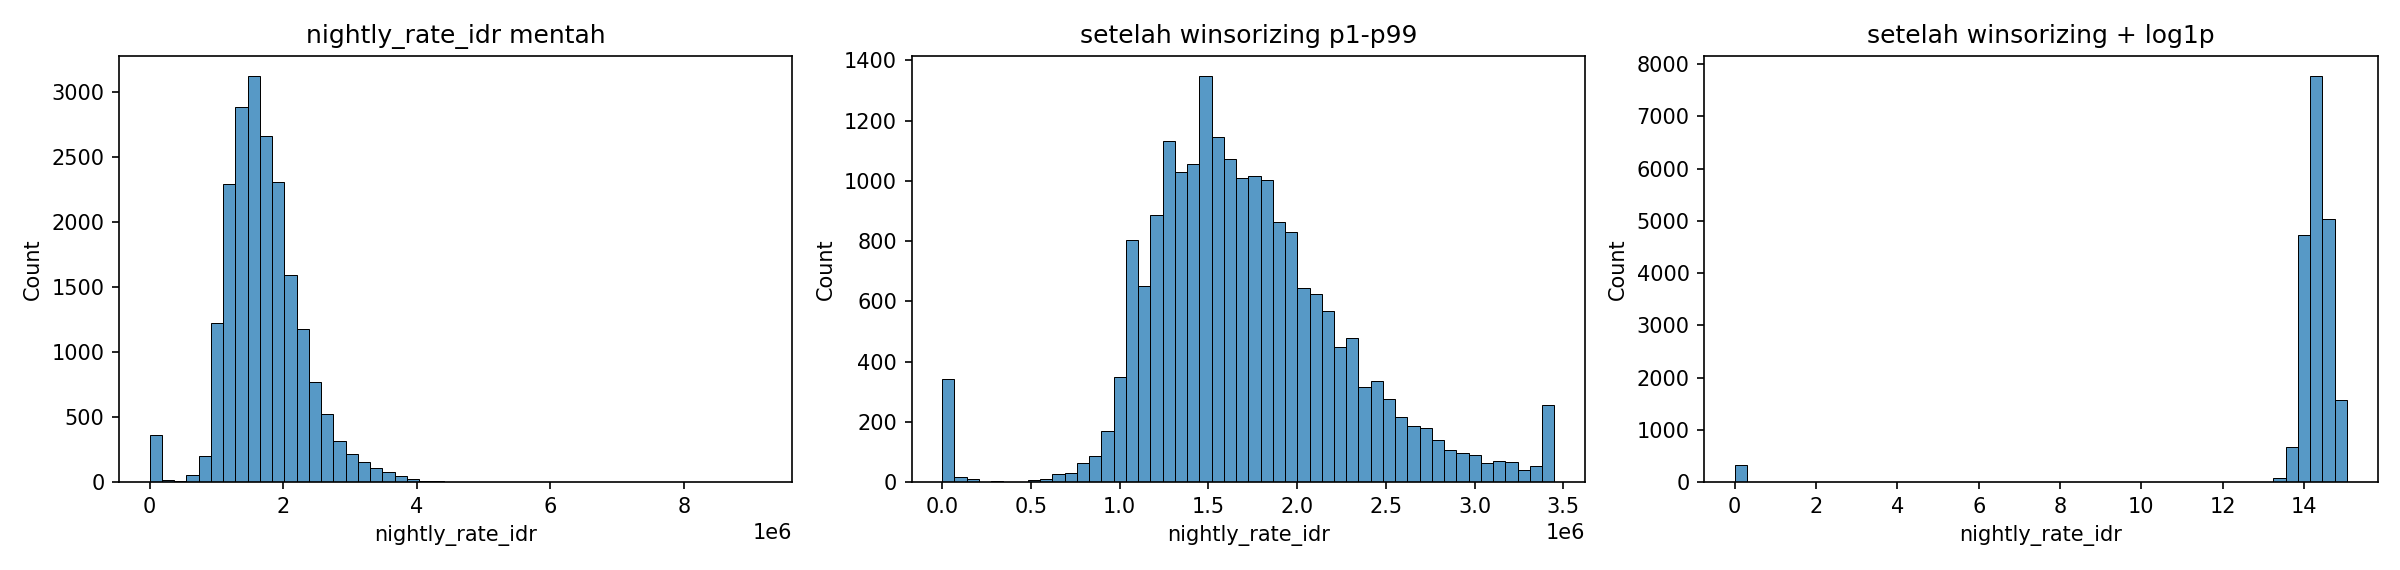 nightly_rate_idr mentah
Count
3000
2500
2000
1500
1000
500
0
0 2 4 6 8
1e6
nightly_rate_idr
setelah winsorizing p1-p99
Count
1400
1200
1000
800
600
400
200
0
0.0 0.5 1.0 1.5 2.0 2.5 3.0 3.5
1e6
nightly_rate_idr
setelah winsorizing + log1p
Count
8000
7000
6000
5000
4000
3000
2000
1000
0
0 2 4 6 8 10 12 14
nightly_rate_idr